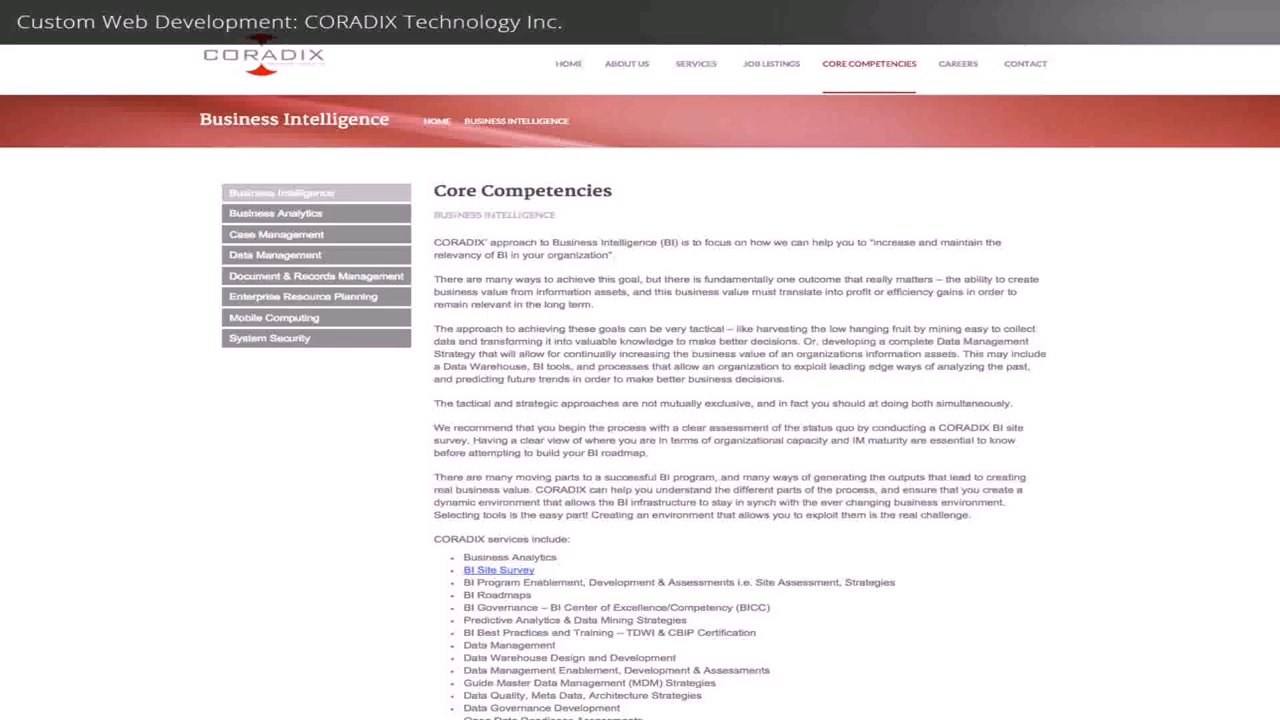 Custom Web Development: CORADIX Technology Inc.
CORADIX
HOME ABOUT US SERVICES JOB LISTINGS CORE COMPETENCIES CAREERS CONTACT
Business Intelligence HOME BUSINESS INTELLIGENCE
Business Intelligence
Business Analytics
Case Management
Data Management
Document & Records Management
Enterprise Resource Planning
Mobile Computing
System Security
Core Competencies
BUSINESS INTELLIGENCE
CORADIX' approach to Business Intelligence (BI) is to focus on how we can help you to "increase and maintain the
relevancy of BI in your organization".
There are many ways to achieve this goal, but there is fundamentally one outcome that really matters – the ability to create
business value from information assets, and this business value must translate into profit or efficiency gains in order to
remain relevant in the long term.
The approach to achieving these goals can be very tactical – like harvesting the low hanging fruit by mining easy to collect
data and transforming it into valuable knowledge to make better decisions. Or, developing a complete Data Management
Strategy that will allow for continually increasing the business value of an organizations information assets. This may include
a Data Warehouse, BI tools, and processes that allow an organization to exploit leading edge ways of analyzing the past,
and predicting future trends in order to make better business decisions.
The tactical and strategic approaches are not mutually exclusive, and in fact you should at doing both simultaneously.
We recommend that you begin the process with a clear assessment of the status quo by conducting a CORADIX BI site
survey. Having a clear view of where you are in terms of organizational capacity and IM maturity are essential to know
before attempting to build your BI roadmap.
There are many moving parts to a successful BI program, and many ways of generating the outputs that lead to creating
real business value. CORADIX can help you understand the different parts of the process, and ensure that you create a
dynamic environment that allows the BI infrastructure to stay in synch with the ever changing business environment.
Selecting tools is the easy part! Creating an environment that allows you to exploit them is the real challenge.
CORADIX services include:
Business Analytics
BI Site Survey
BI Program Enablement, Development & Assessments i.e. Site Assessment, Strategies
BI Roadmaps
BI Governance – BI Center of Excellence/Competency (BICC)
Predictive Analytics & Data Mining Strategies
BI Best Practices and Training – TDWI & CBIP Certification
Data Management
Data Warehouse Design and Development
Data Management Enablement, Development & Assessments
Guide Master Data Management (MDM) Strategies
Data Quality, Meta Data, Architecture Strategies
Data Governance Development
Open Data Readiness Assessments